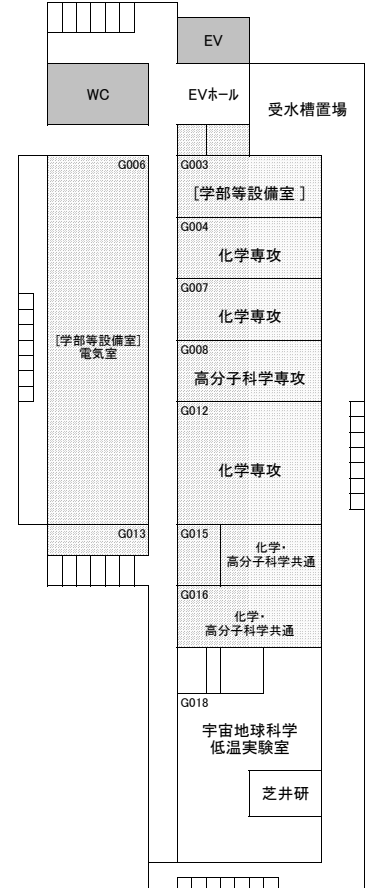 EV
WC
EVホール
受水槽置場
G006
G003
[学部等設備室 ]
G004
化学専攻
G007
化学専攻
[学部等設備室]
電気室
G008
高分子科学専攻
G012
化学専攻
G013
G015
化学・
高分子科学共通
G016
化学・
高分子科学共通
G018
宇宙地球科学
低温実験室
芝井研